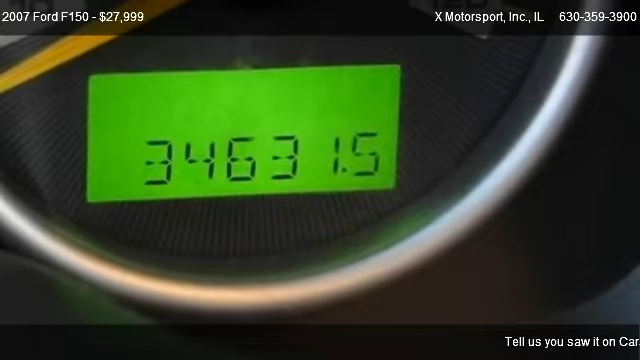 2007 Ford F150 - $27,999
X Motorsport, Inc., IL 630-359-3900
34631.5
Tell us you saw it on Car